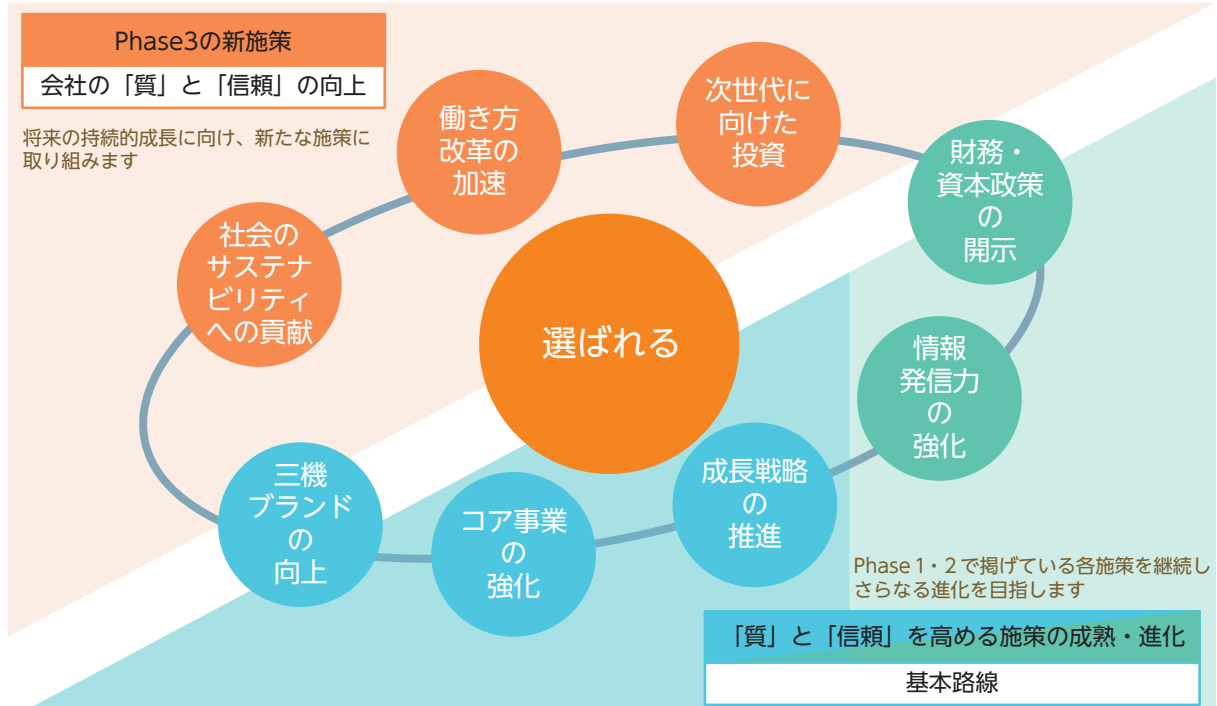 Phase3の新施策
会社の「質」と「信頼」の向上
将来の持続的成長に向け、新たな施策に
取り組みます
働き方
改革の
加速
次世代に
向けた
投資
財務・
資本政策
の
開示
社会の
サステナ
ビリティ
への貢献
選ばれる
情報
発信力
の
強化
三機
ブランド
の
向上
コア事業
の
強化
成長戦略
の
推進
Phase 1・2で掲げている各施策を継続し
さらなる進化を目指します
「質」と「信頼」を高める施策の成熟・進化
基本路線